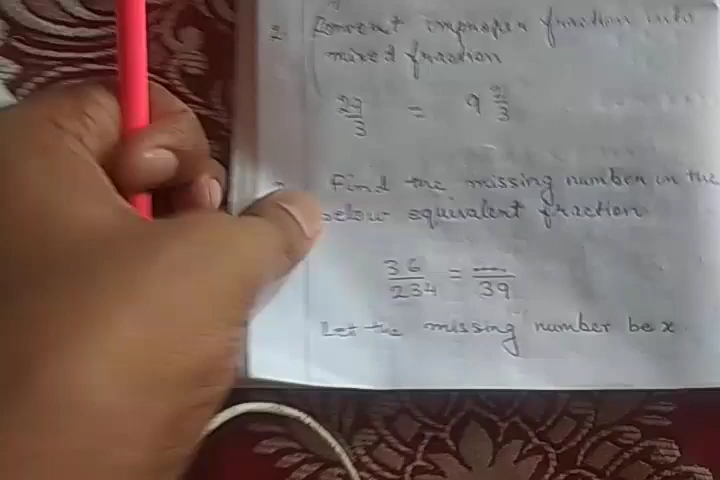 2. Convert improper fraction into
mixed fraction
29/3 = 9 2/3
Find the missing number in the
below equivalent fraction
36/234 = __/39
Let the missing number be x.